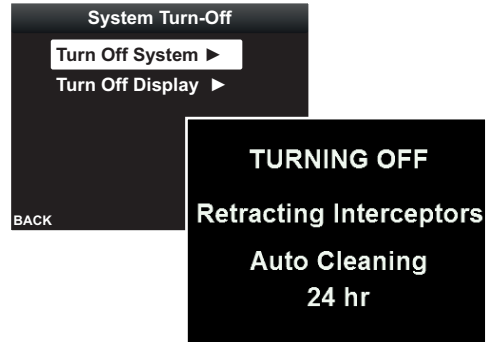 System Turn-Off
Turn Off System ►
Turn Off Display ►
BACK
TURNING OFF
Retracting Interceptors
Auto Cleaning
24 hr